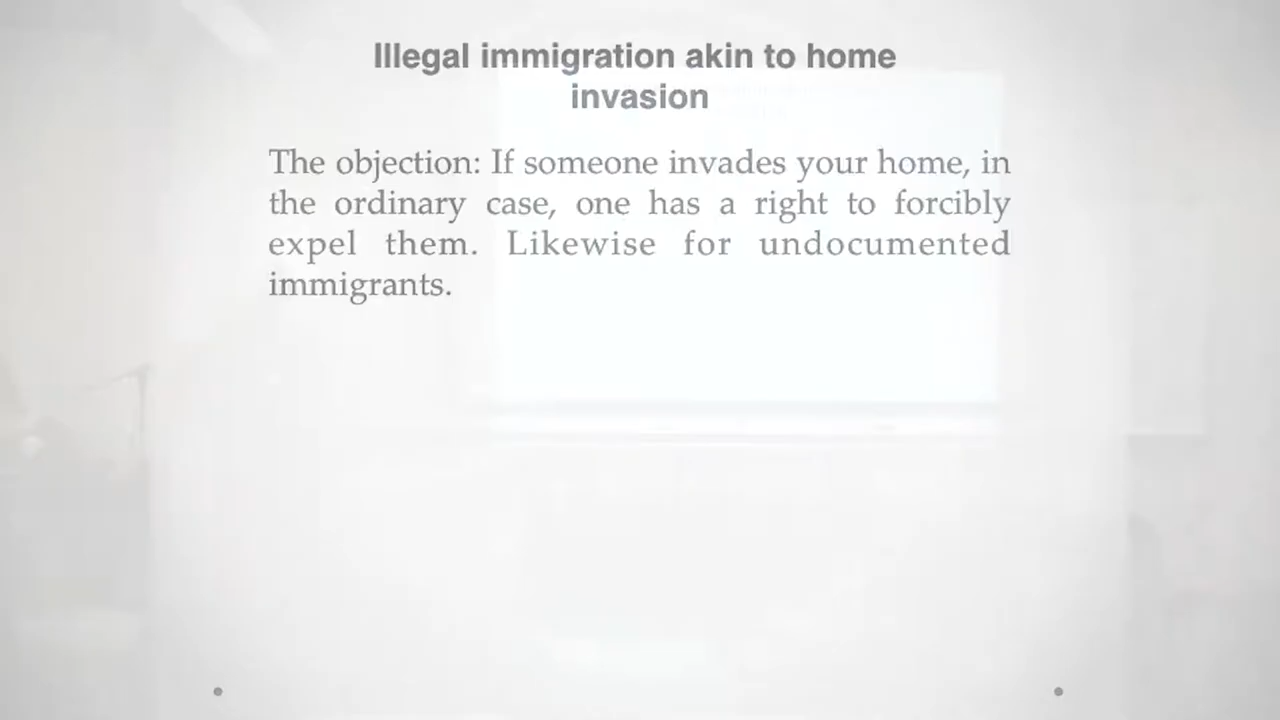 Illegal immigration akin to home
invasion
The objection: If someone invades your home, in
the ordinary case, one has a right to forcibly
expel them. Likewise for undocumented
immigrants.